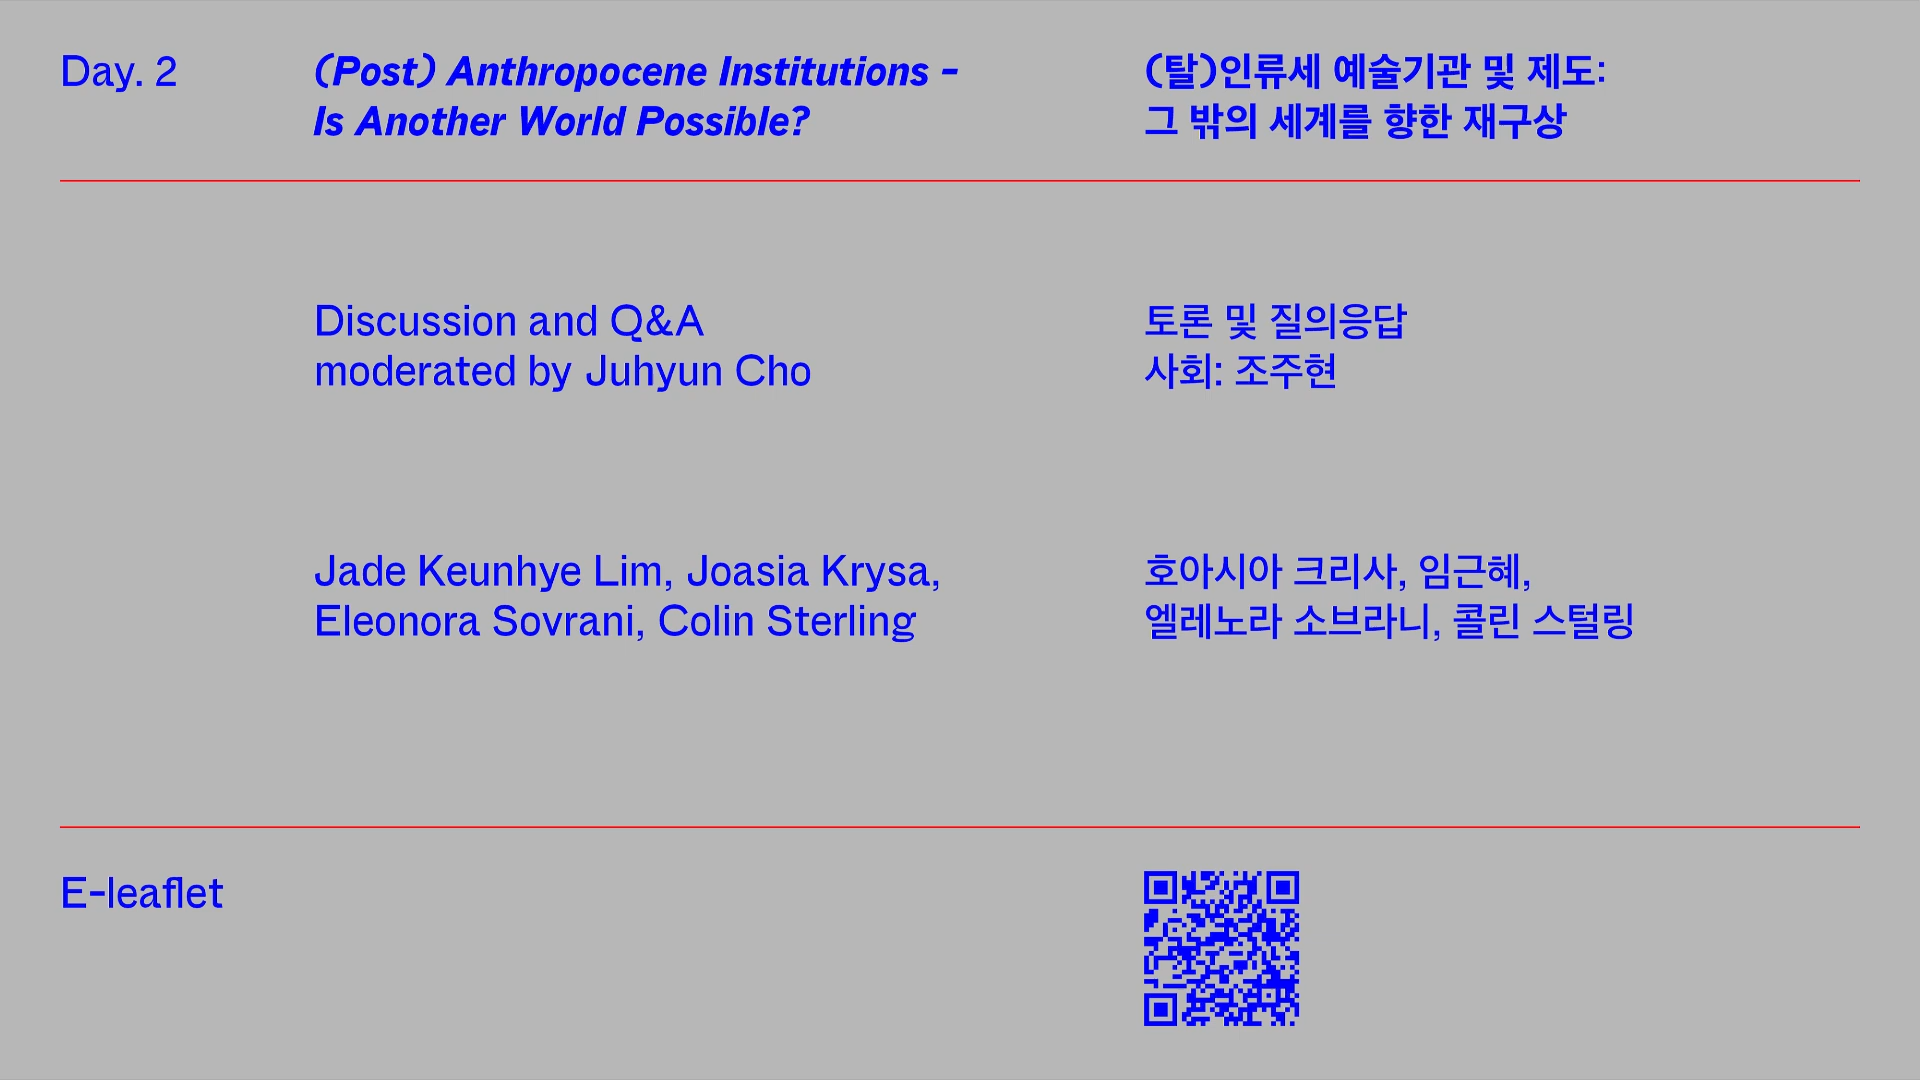 Day. 2
(Post) Anthropocene Institutions -
Is Another World Possible?
(탈)인류세 예술기관 및 제도:
그 밖의 세계를 향한 재구상
Discussion and Q&A
moderated by Juhyun Cho
토론 및 질의응답
사회: 조주현
Jade Keunhye Lim, Joasia Krysa,
Eleonora Sovrani, Colin Sterling
호아시아 크리사, 임근혜,
엘레노라 소브라니, 콜린 스털링
E-leaflet